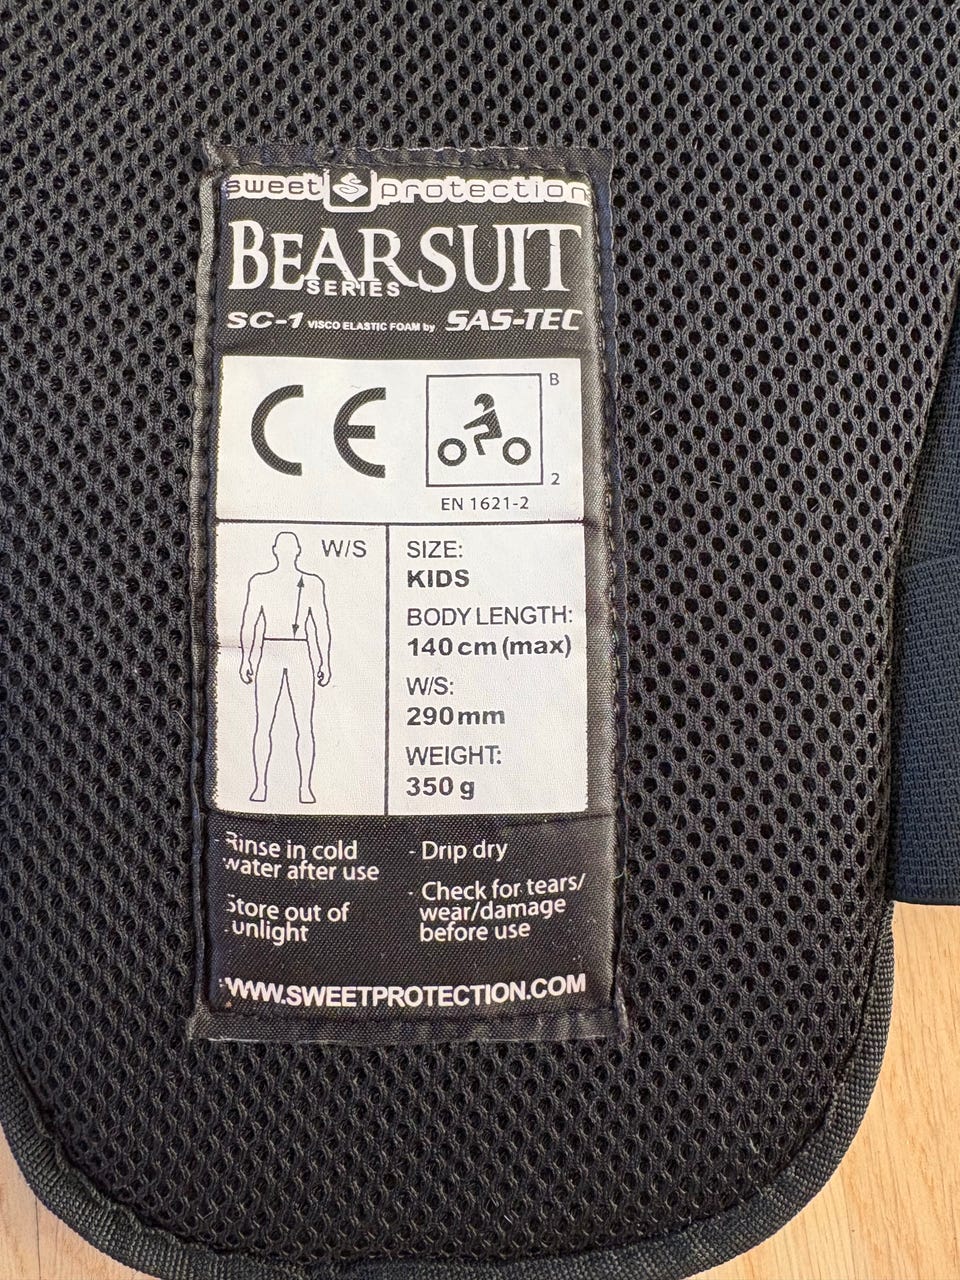 sweet protection
BEARSUIT
SERIES
SC-1 VISCO ELASTIC FOAM by SAS-TEC
CE
B
2
EN 1621-2
W/S
SIZE:
KIDS
BODY LENGTH:
140 cm (max)
W/S:
290mm
WEIGHT:
350 g
- Rinse in cold
water after use
Store out of
sunlight
- Drip dry
- Check for tears/
wear/damage
before use
WWW.SWEETPROTECTION.COM